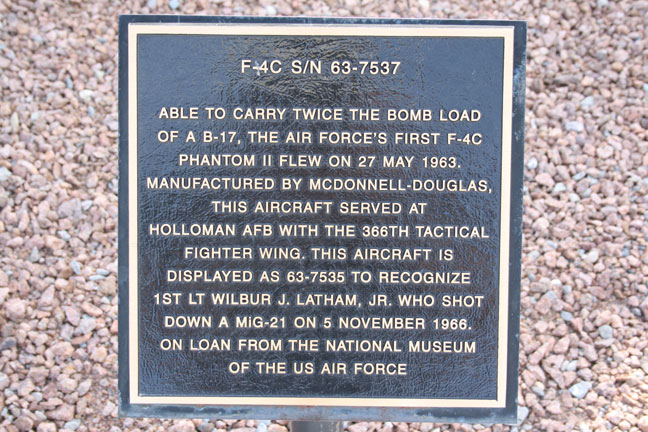 F-4C S/N 63-7537
ABLE TO CARRY TWICE THE BOMB LOAD
OF A B-17, THE AIR FORCE'S FIRST F-4C
PHANTOM II FLEW ON 27 MAY 1963.
MANUFACTURED BY MCDONNELL-DOUGLAS,
THIS AIRCRAFT SERVED AT
HOLLOMAN AFB WITH THE 366TH TACTICAL
FIGHTER WING. THIS AIRCRAFT IS
DISPLAYED AS 63-7535 TO RECOGNIZE
1ST LT WILBUR J. LATHAM, JR. WHO SHOT
DOWN A MiG-21 ON 5 NOVEMBER 1966.
ON LOAN FROM THE NATIONAL MUSEUM
OF THE US AIR FORCE